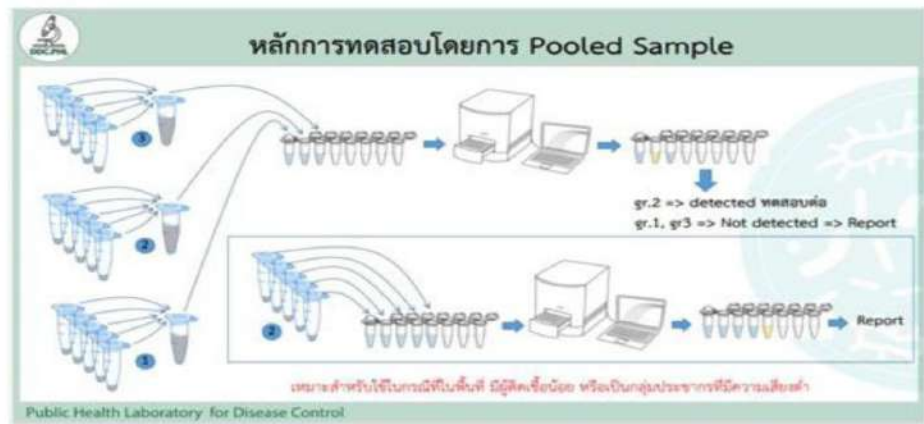 DDC.PHL
หลักการทดสอบโดยการ Pooled Sample
3
2
1
gr.2 => detected ทดสอบต่อ
gr.1, gr3 => Not detected => Report
2
Report
เหมาะสำหรับใช้ในกรณีที่ในพื้นที่ มีผู้ติดเชื้อน้อย หรือเป็นกลุ่มประชากรที่มีความเสี่ยงต่ำ
Public Health Laboratory for Disease Control